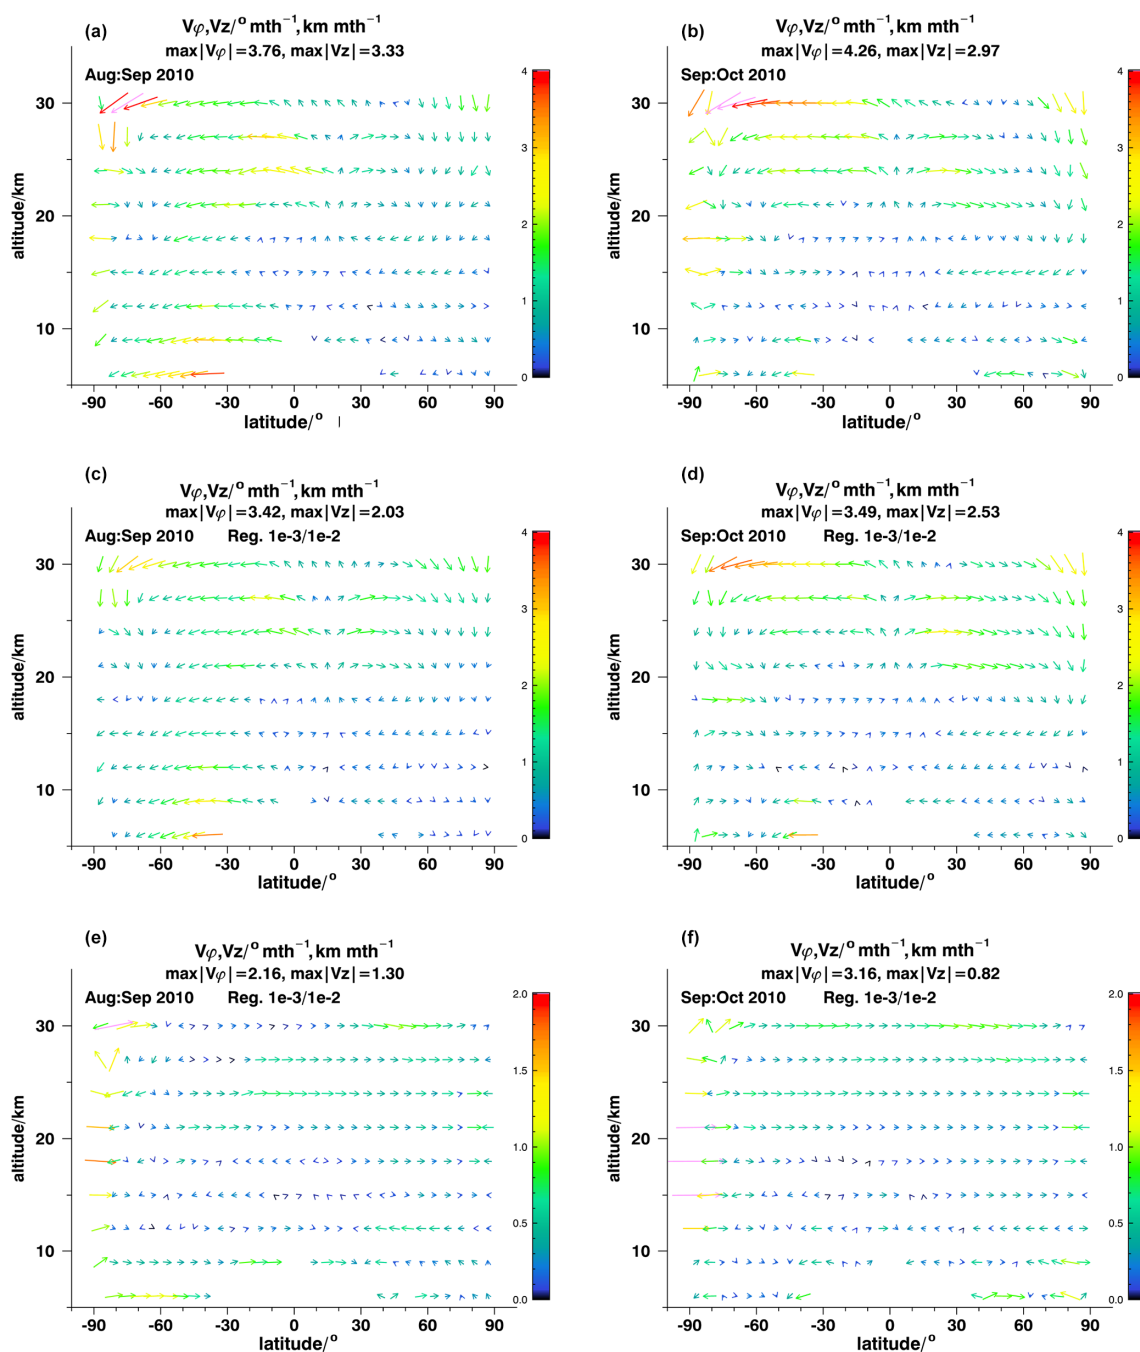 (a)
Vφ,Vz/° mth⁻¹, km mth⁻¹
max|Vφ|=3.76, max|Vz|=3.33
Aug:Sep 2010
altitude/km
30
20
10
-90 -60 -30 0 30 60 90
latitude/°
4
3
2
1
0
(b)
Vφ,Vz/° mth⁻¹, km mth⁻¹
max|Vφ|=4.26, max|Vz|=2.97
Sep:Oct 2010
altitude/km
30
20
10
-90 -60 -30 0 30 60 90
latitude/°
4
3
2
1
0
(c)
Vφ,Vz/° mth⁻¹, km mth⁻¹
max|Vφ|=3.42, max|Vz|=2.03
Aug:Sep 2010 Reg. 1e-3/1e-2
altitude/km
30
20
10
-90 -60 -30 0 30 60 90
latitude/°
4
3
2
1
0
(d)
Vφ,Vz/° mth⁻¹, km mth⁻¹
max|Vφ|=3.49, max|Vz|=2.53
Sep:Oct 2010 Reg. 1e-3/1e-2
altitude/km
30
20
10
-90 -60 -30 0 30 60 90
latitude/°
4
3
2
1
0
(e)
Vφ,Vz/° mth⁻¹, km mth⁻¹
max|Vφ|=2.16, max|Vz|=1.30
Aug:Sep 2010 Reg. 1e-3/1e-2
altitude/km
30
20
10
-90 -60 -30 0 30 60 90
latitude/°
2.0
1.5
1.0
0.5
0.0
(f)
Vφ,Vz/° mth⁻¹, km mth⁻¹
max|Vφ|=3.16, max|Vz|=0.82
Sep:Oct 2010 Reg. 1e-3/1e-2
altitude/km
30
20
10
-90 -60 -30 0 30 60 90
latitude/°
2.0
1.5
1.0
0.5
0.0